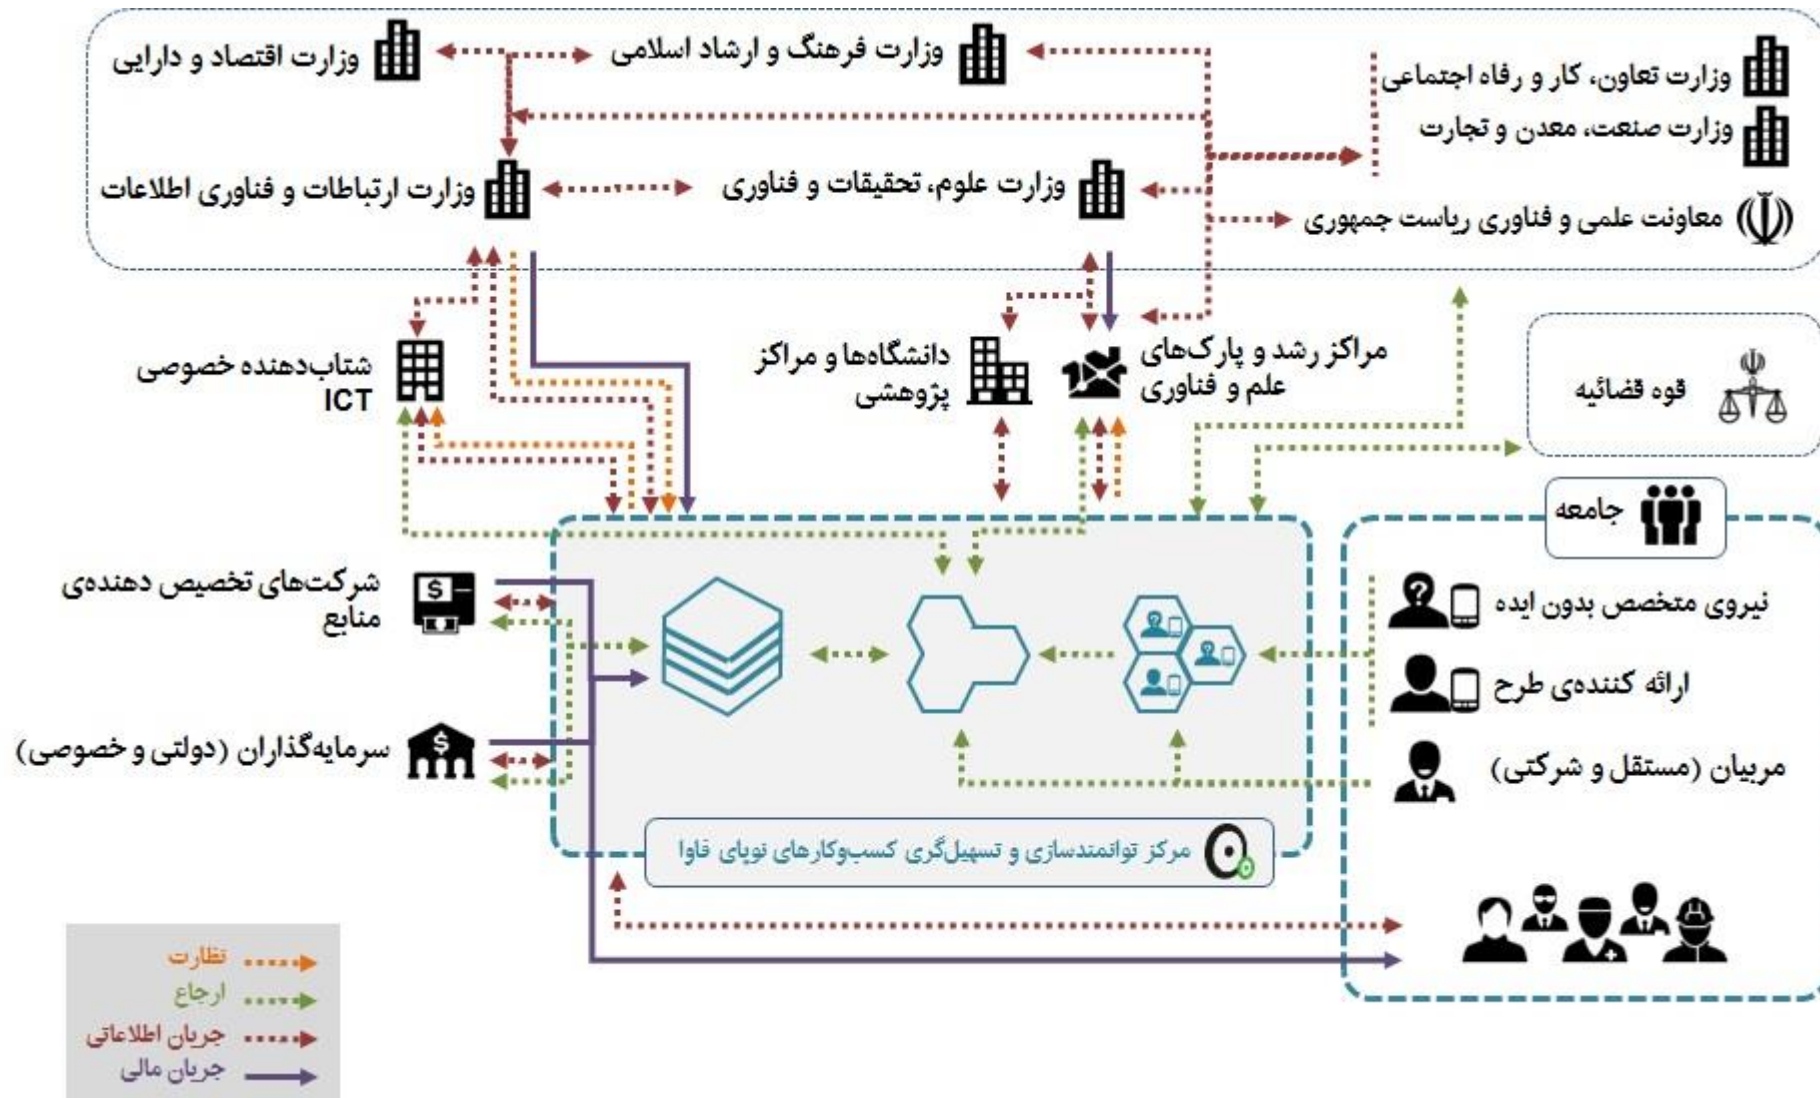 وزارت تعاون، کار و رفاه اجتماعی
وزارت فرهنگ و ارشاد اسلامی
وزارت اقتصاد و دارایی
وزارت صنعت، معدن و تجارت
معاونت علمی و فناوری ریاست جمهوری
وزارت علوم، تحقیقات و فناوری
وزارت ارتباطات و فناوری اطلاعات
قوه قضائیه
مراکز رشد و پارک‌های
علم و فناوری
دانشگاه‌ها و مراکز
پژوهشی
شتاب‌دهنده خصوصی
ICT
جامعه
نیروی متخصص بدون ایده
ارائه کننده‌ی طرح
مربیان (مستقل و شرکتی)
شرکت‌های تخصیص دهنده‌ی
منابع
$
سرمایه‌گذاران (دولتی و خصوصی)
$
مرکز توانمندسازی و تسهیل‌گری کسب‌وکارهای نوپای فاوا
نظارت
ارجاع
جریان اطلاعاتی
جریان مالی